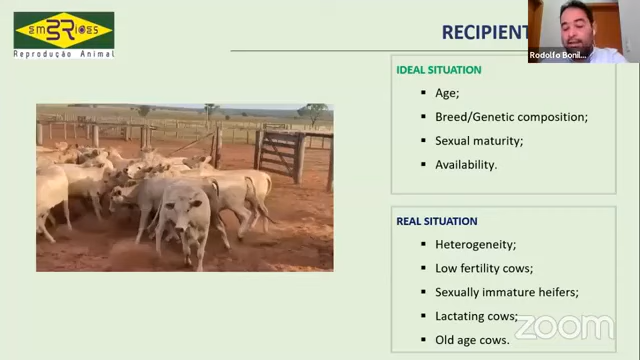 EM3RIOES
Reprodução Animal
RECIPIENT
Rodolfo Bonil...
IDEAL SITUATION
▪ Age;
▪ Breed/Genetic composition;
▪ Sexual maturity;
▪ Availability.
REAL SITUATION
▪ Heterogeneity;
▪ Low fertility cows;
▪ Sexually immature heifers;
▪ Lactating cows;
▪ Old age cows.
zoom